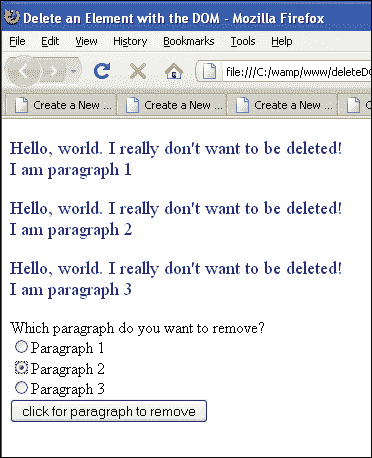 Delete an Element with the DOM - Mozilla Firefox
File Edit View History Bookmarks Tools Help
file:///C:/wamp/www/deleteDO
Create a New ... Create a New ... Create a New ... Create a
Hello, world. I really don't want to be deleted!
I am paragraph 1
Hello, world. I really don't want to be deleted!
I am paragraph 2
Hello, world. I really don't want to be deleted!
I am paragraph 3
Which paragraph do you want to remove?
Paragraph 1
Paragraph 2
Paragraph 3
click for paragraph to remove